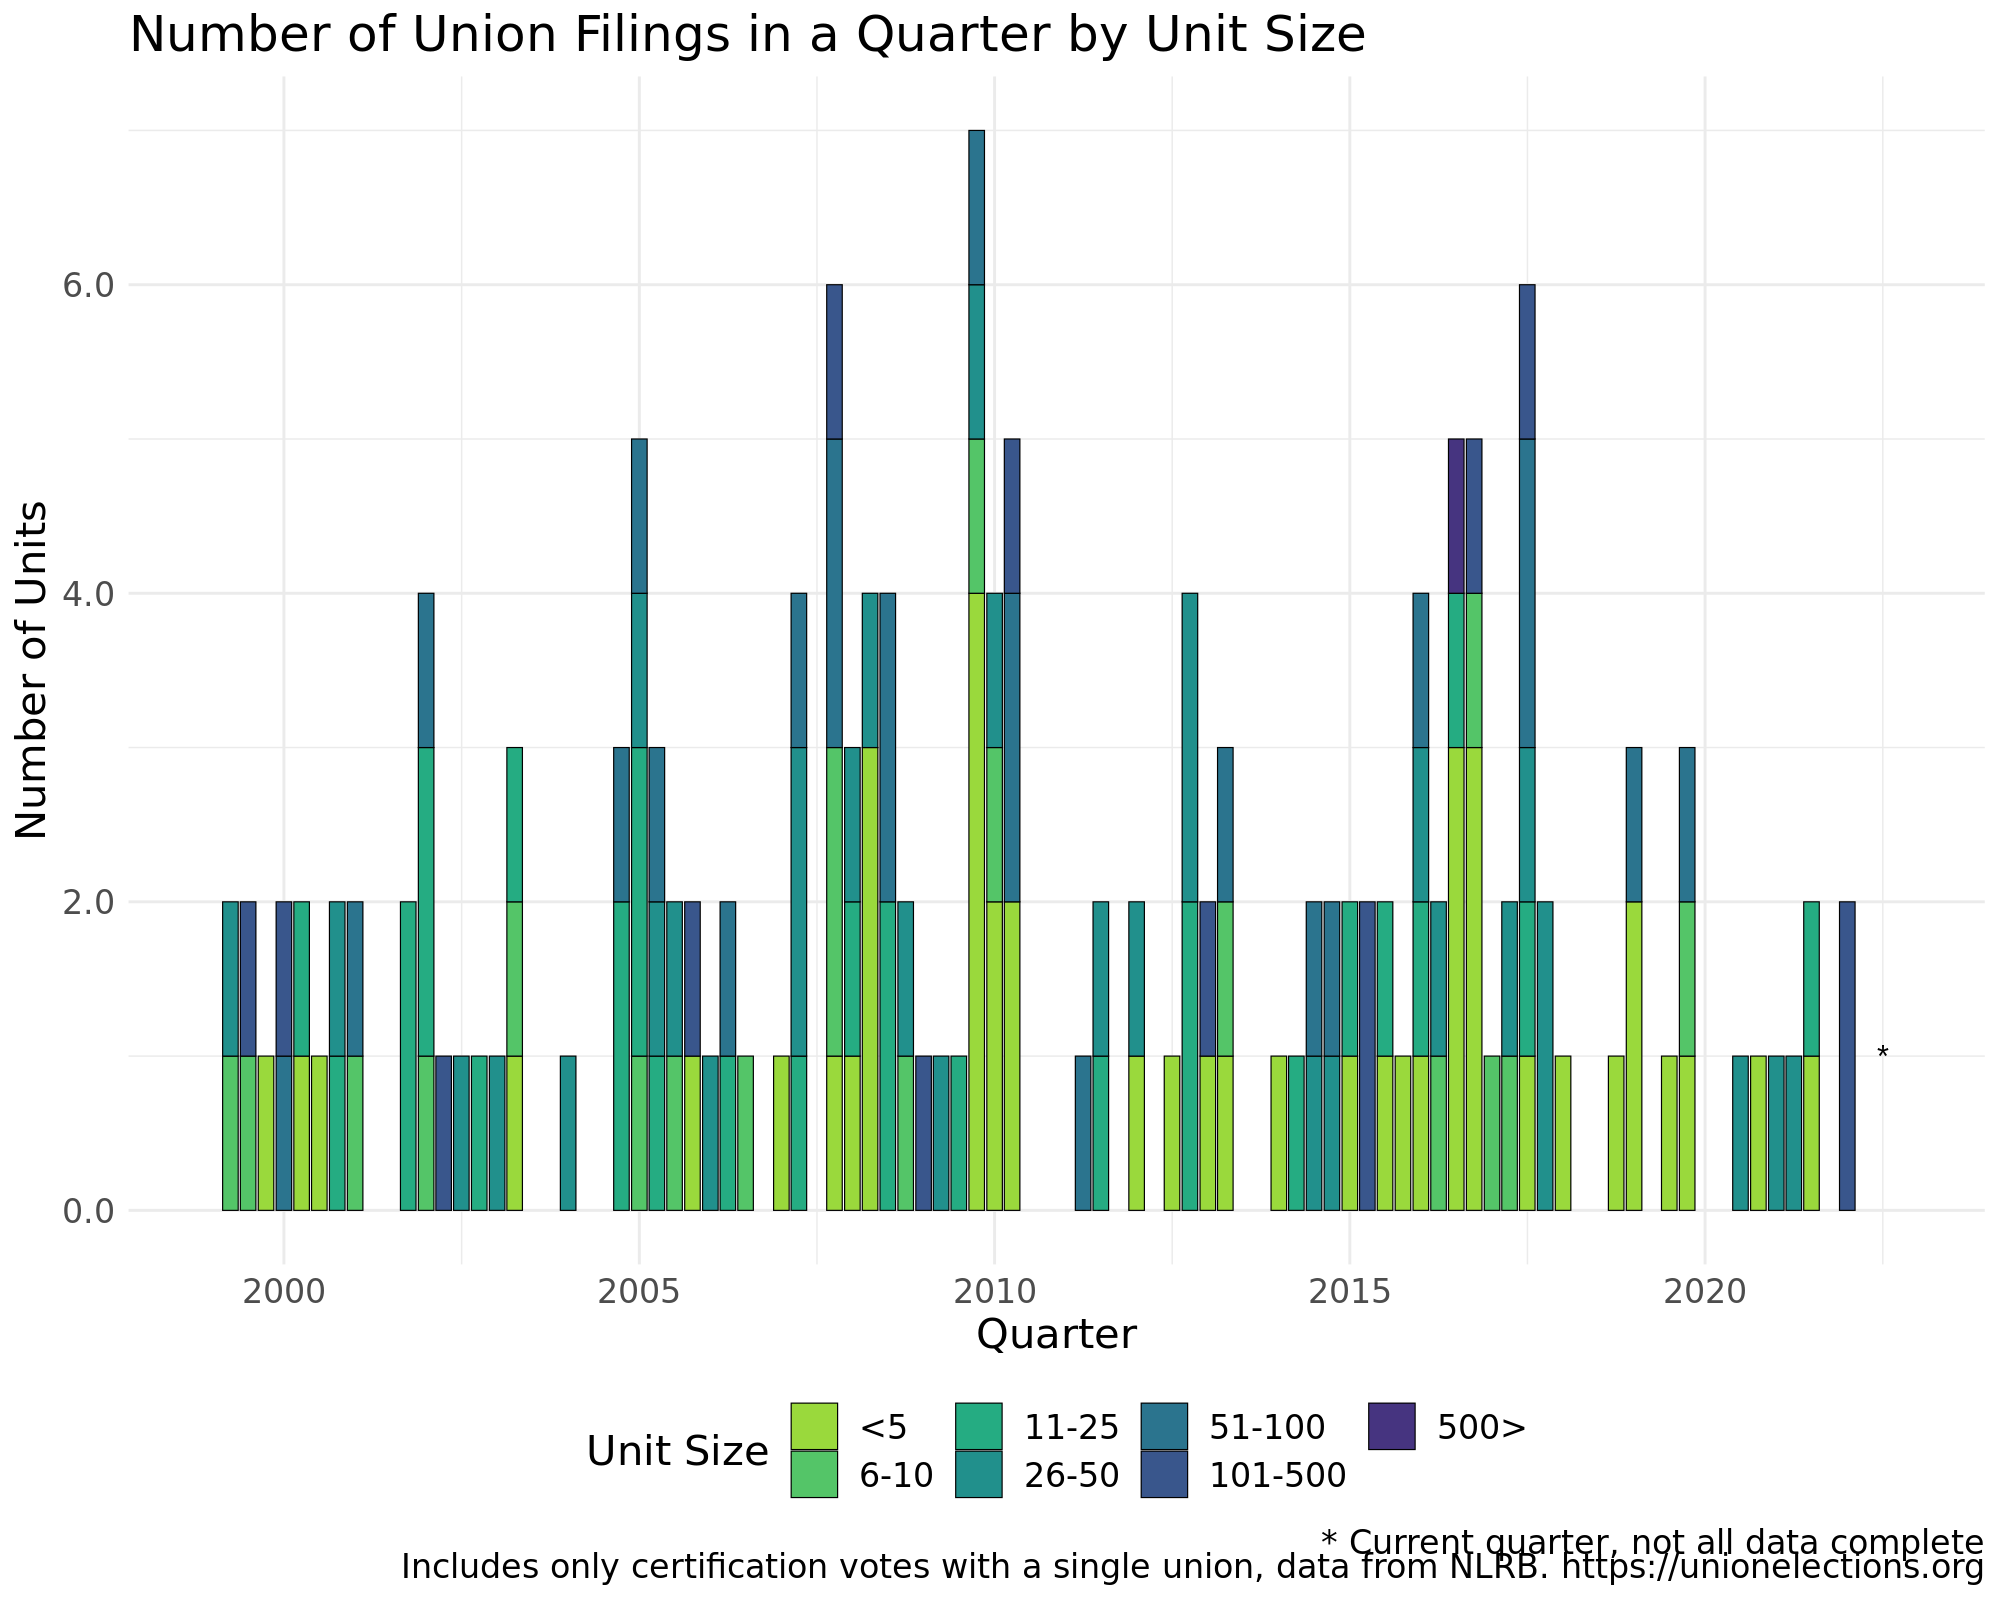 Number of Union Filings in a Quarter by Unit Size
Number of Units
6.0
4.0
2.0
0.0
*
2000 2005 2010 2015 2020
Quarter
Unit Size
<5 11-25 51-100 500>
6-10 26-50 101-500
* Current quarter, not all data complete
Includes only certification votes with a single union, data from NLRB. https://unionelections.org